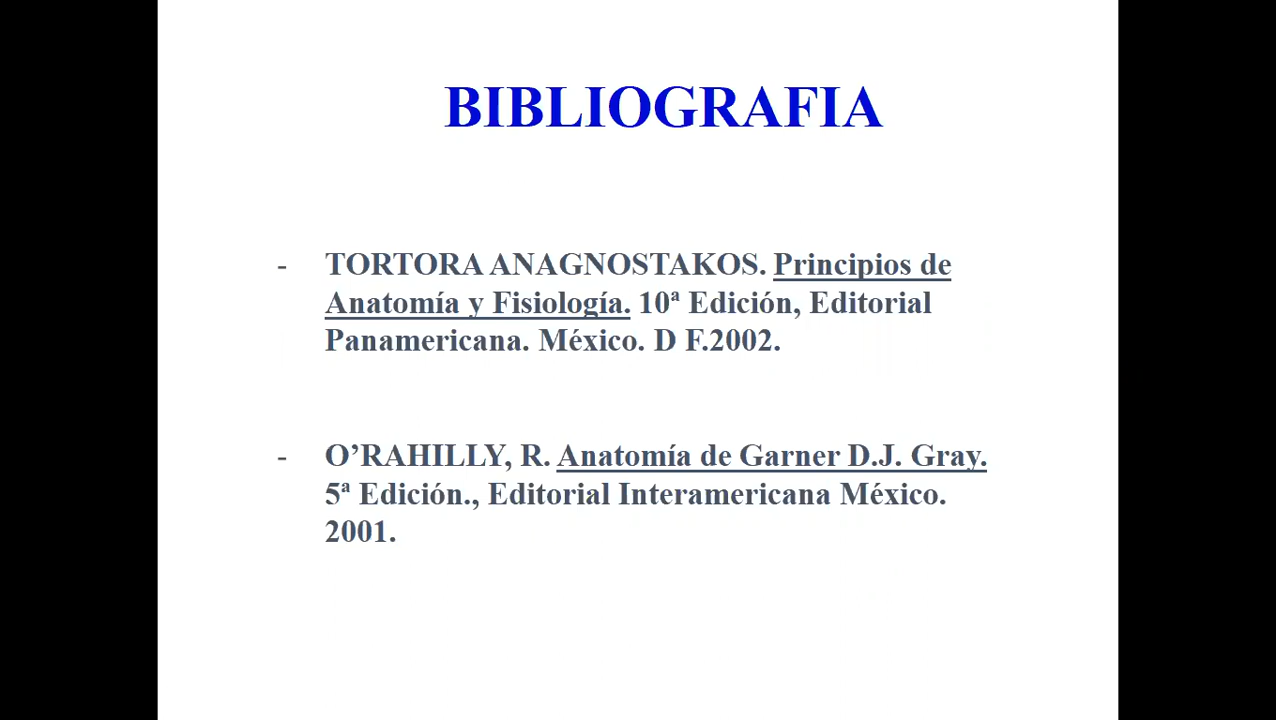 BIBLIOGRAFIA
- TORTORA ANAGNOSTAKOS. Principios de
Anatomía y Fisiología. 10ª Edición, Editorial
Panamericana. México. D F.2002.
- O’RAHILLY, R. Anatomía de Garner D.J. Gray.
5ª Edición., Editorial Interamericana México.
2001.